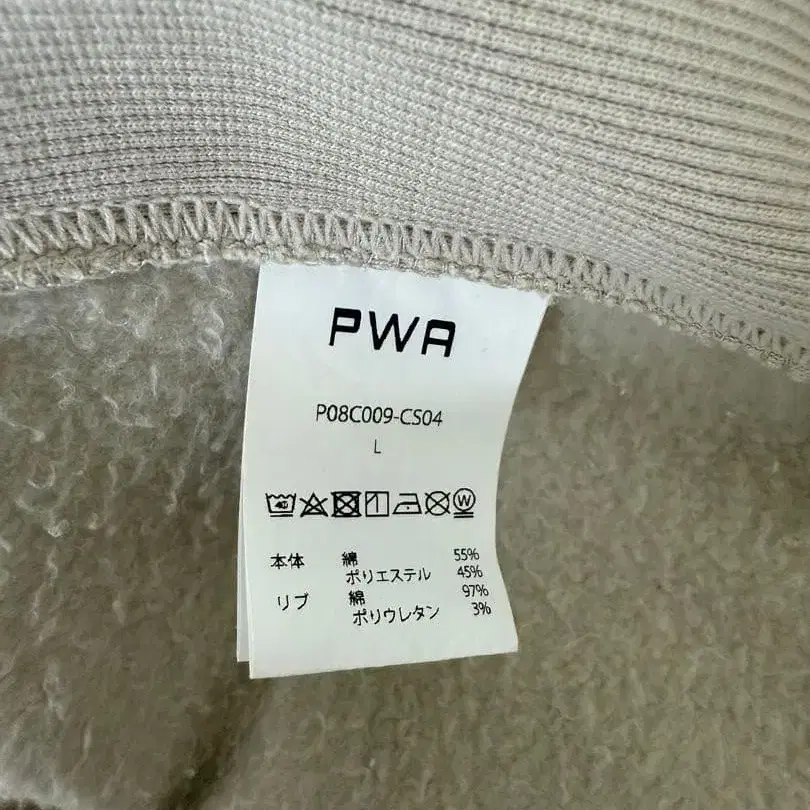 PWA
P08C009-CS04
L
本体 綿 55%
ポリエステル 45%
リブ 綿 97%
ポリウレタン 3%